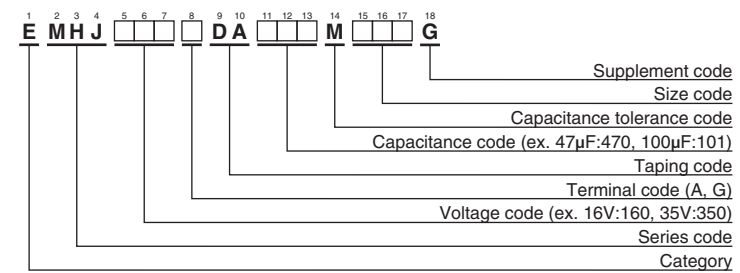 1 2 3 4 5 6 7 8 9 10 11 12 13 14 15 16 17 18
E MHJ DA M G
Supplement code
Size code
Capacitance tolerance code
Capacitance code (ex. 47µF:470, 100µF:101)
Taping code
Terminal code (A, G)
Voltage code (ex. 16V:160, 35V:350)
Series code
Category